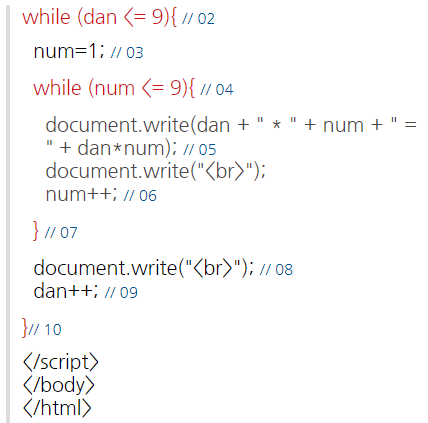 while (dan <= 9){ // 02
num=1; // 03
while (num <= 9){ // 04
document.write(dan + " * " + num + " =
" + dan*num); // 05
document.write("<br>");
num++; // 06
} // 07
document.write("<br>"); // 08
dan++; // 09
}// 10
</script>
</body>
</html>